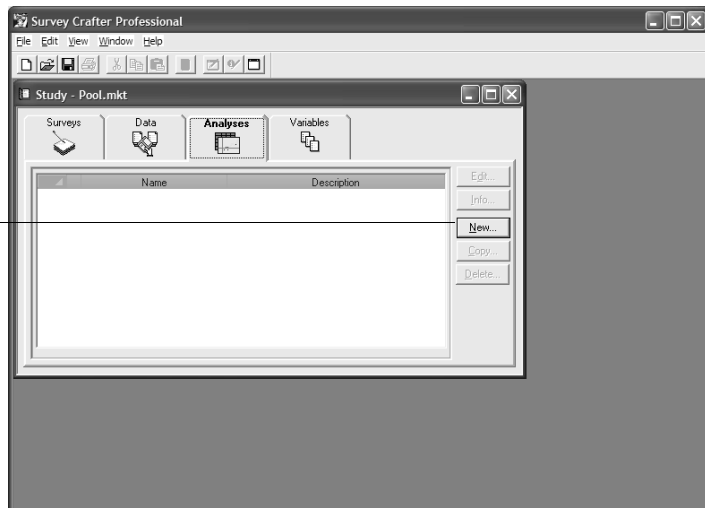 Survey Crafter Professional
File Edit View Window Help
Study - Pool.mkt
Surveys Data Analyses Variables
Name Description
Edit...
Info...
New...
Copy...
Delete...